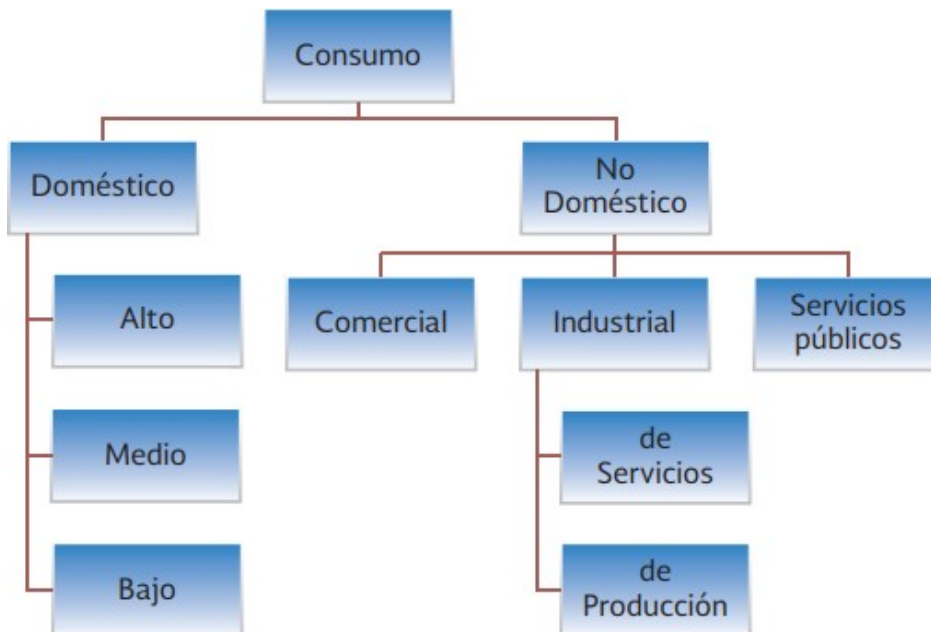 Consumo
Doméstico
No
Doméstico
Alto
Comercial
Industrial
Servicios
públicos
Medio
de
Servicios
Bajo
de
Producción